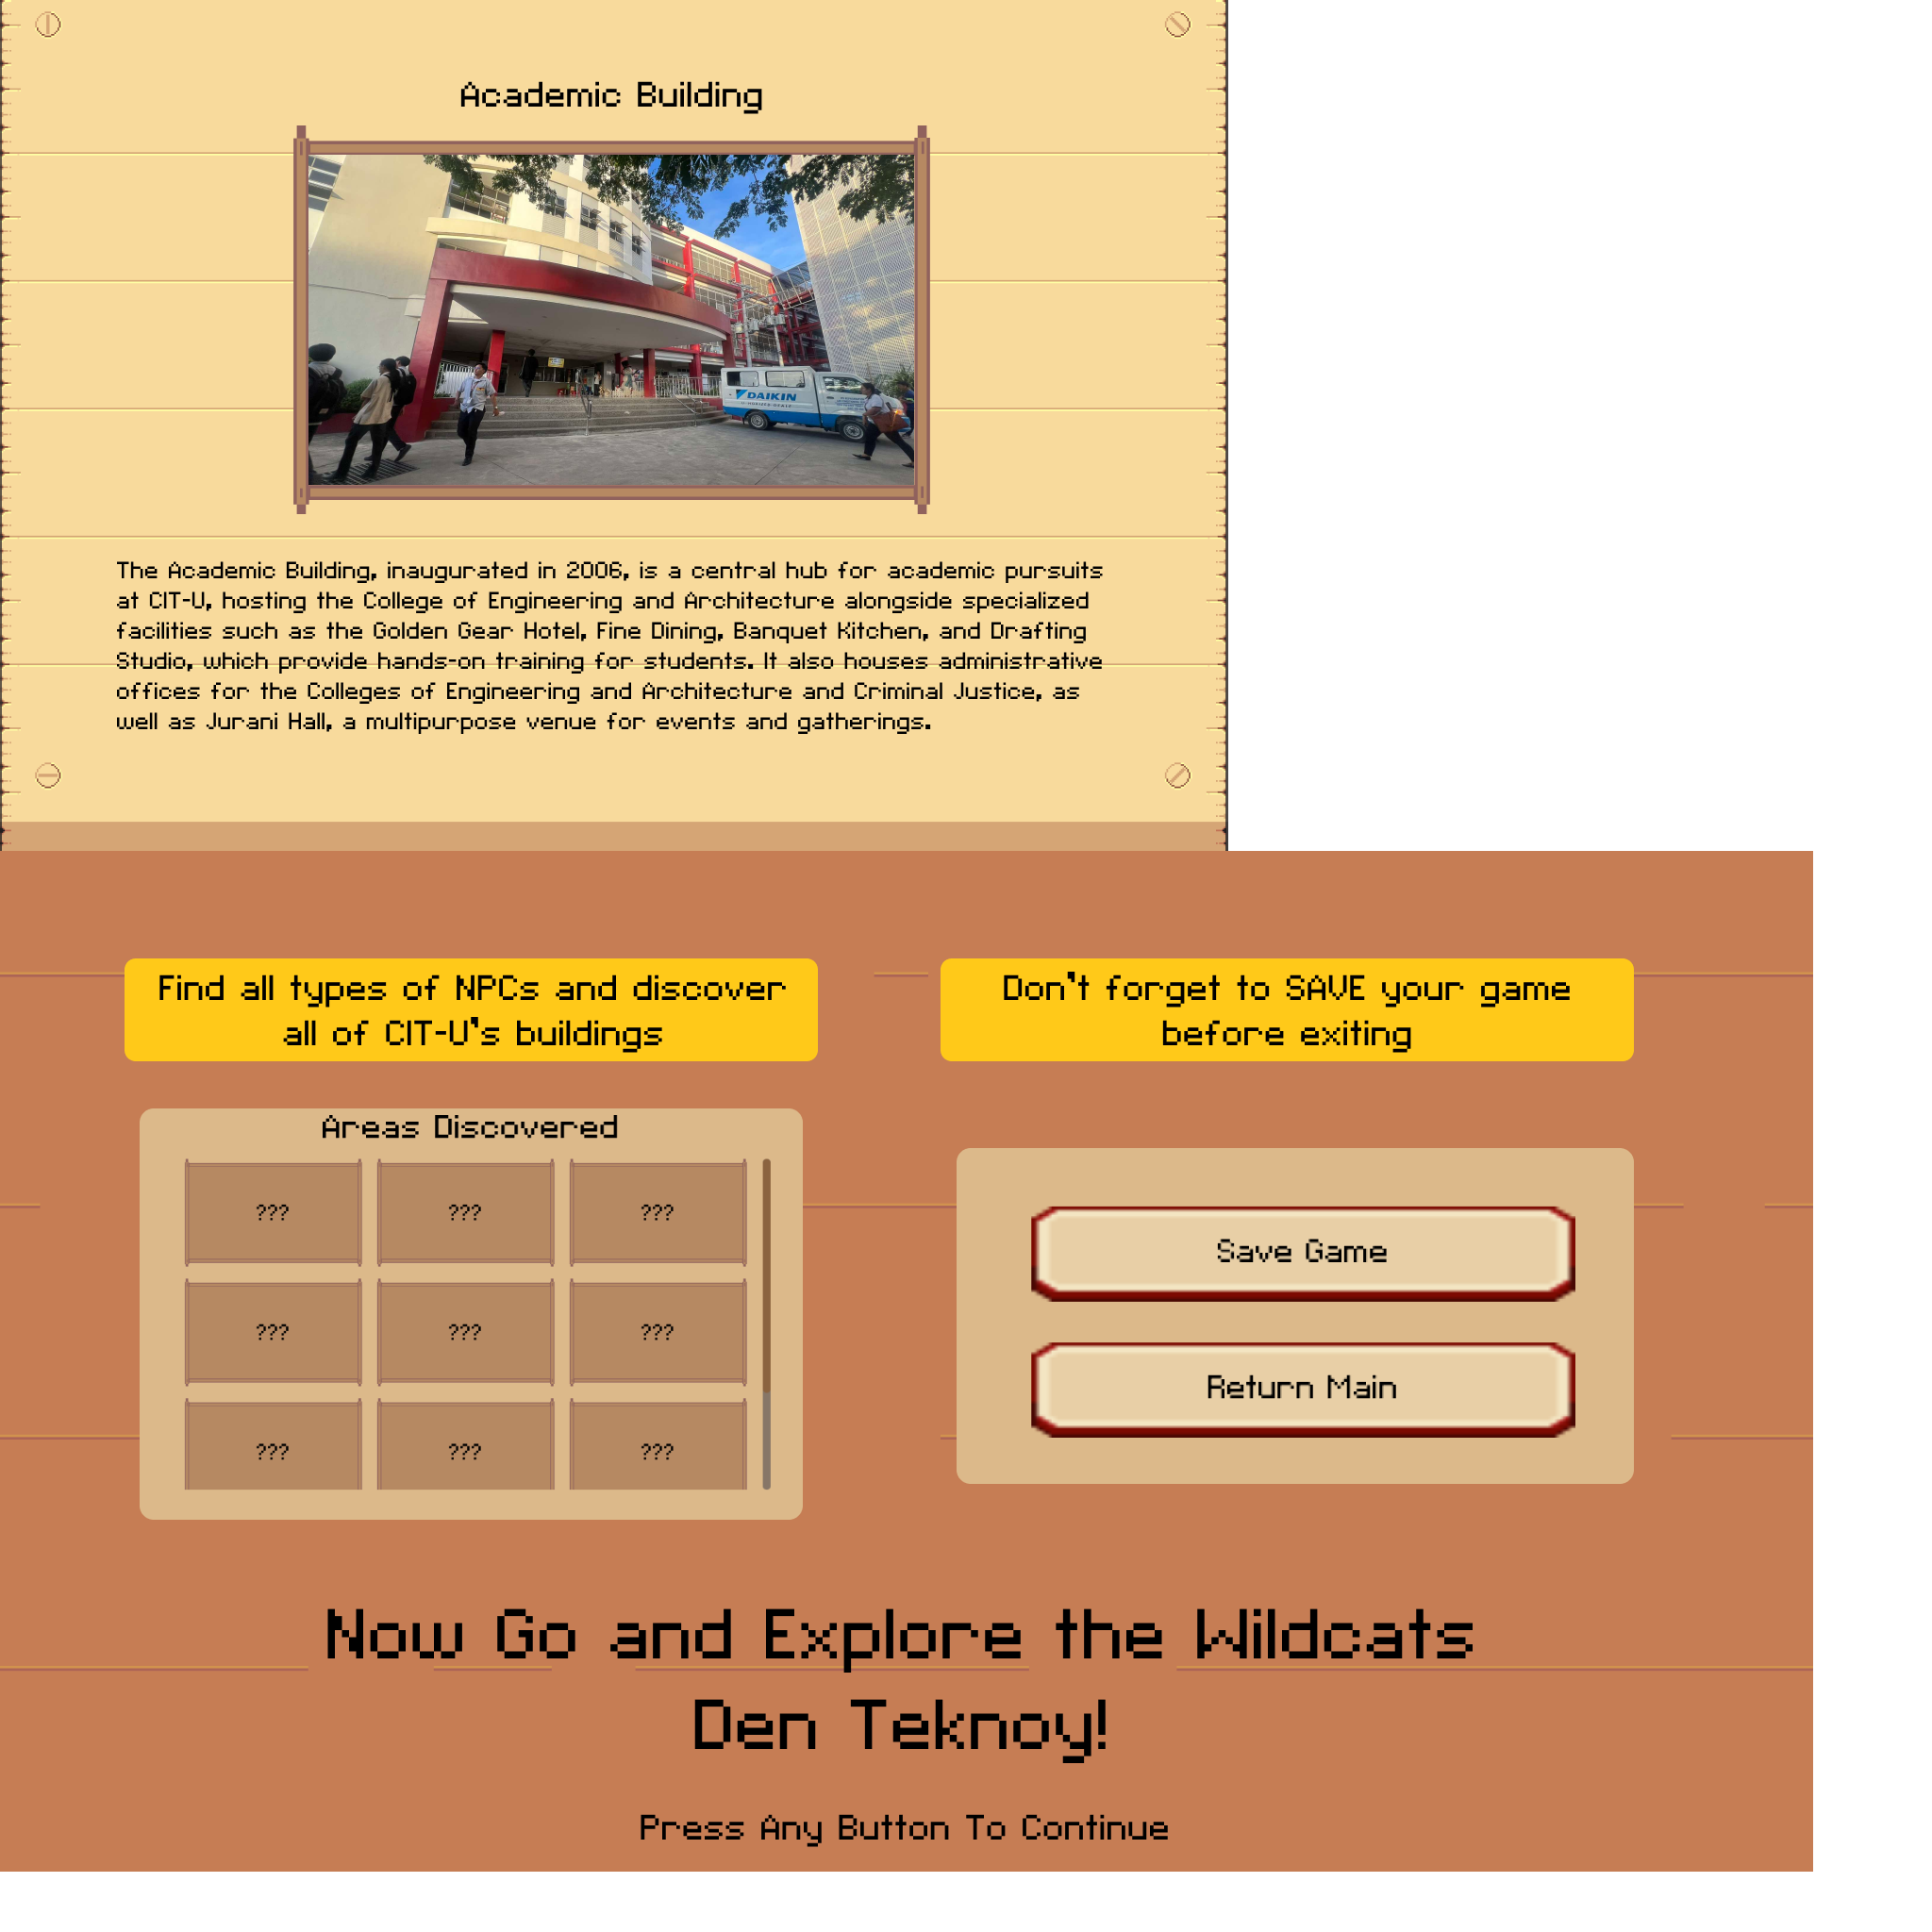 Academic Building
DAIKIN
The Academic Building, inaugurated in 2006, is a central hub for academic pursuits
at CIT-U, hosting the College of Engineering and Architecture alongside specialized
facilities such as the Golden Gear Hotel, Fine Dining, Banquet Kitchen, and Drafting
Studio, which provide hands-on training for students. It also houses administrative
offices for the Colleges of Engineering and Architecture and Criminal Justice, as
well as Jurani Hall, a multipurpose venue for events and gatherings.
Find all types of NPCs and discover
all of CIT-U's buildings
Don't forget to SAVE your game
before exiting
Areas Discovered
??? ??? ???
??? ??? ???
??? ??? ???
Save Game
Return Main
Now Go and Explore the Wildcats
Den Teknoy!
Press Any Button To Continue